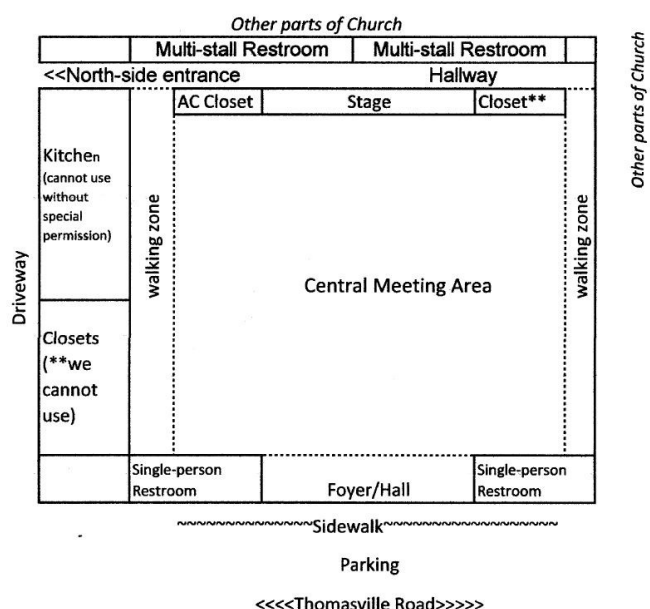 Other parts of Church
Multi-stall Restroom
Multi-stall Restroom
<<North-side entrance
Hallway
AC Closet
Stage
Closet**
Kitchen
(cannot use
without
special
permission)
walking zone
walking zone
Central Meeting Area
Driveway
Closets
(**we
cannot
use)
Single-person
Restroom
Foyer/Hall
Single-person
Restroom
~~~~~~~~~~~~~~~Sidewalk~~~~~~~~~~~~~~~~~~~
Parking
<<<<Thomasville Road>>>>>
Other parts of Church